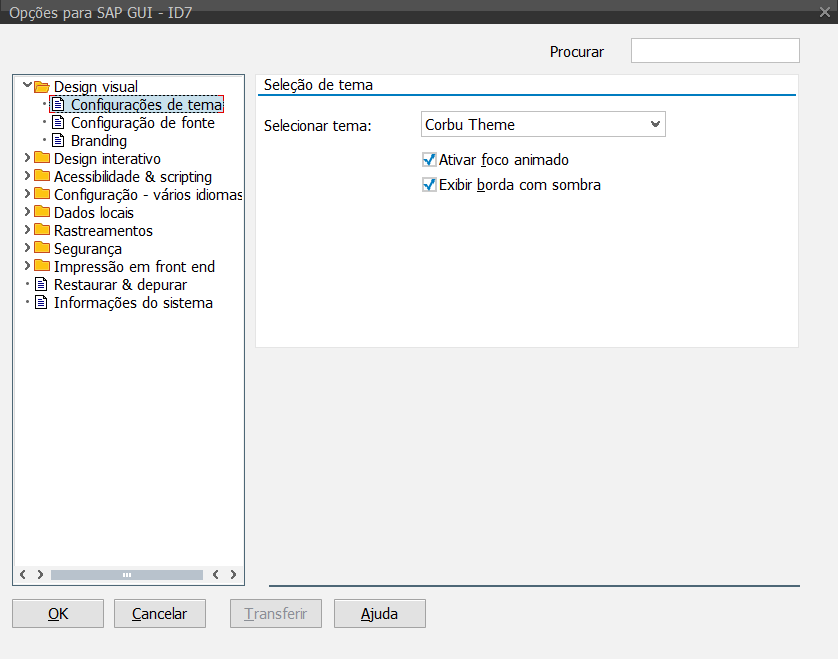 Opções para SAP GUI - ID7
Procurar
Design visual
Configurações de tema
Configuração de fonte
Branding
Design interativo
Acessibilidade & scripting
Configuração - vários idiomas
Dados locais
Rastreamentos
Segurança
Impressão em front end
Restaurar & depurar
Informações do sistema
Seleção de tema
Selecionar tema:
Corbu Theme
Ativar foco animado
Exibir borda com sombra
OK
Cancelar
Transferir
Ajuda